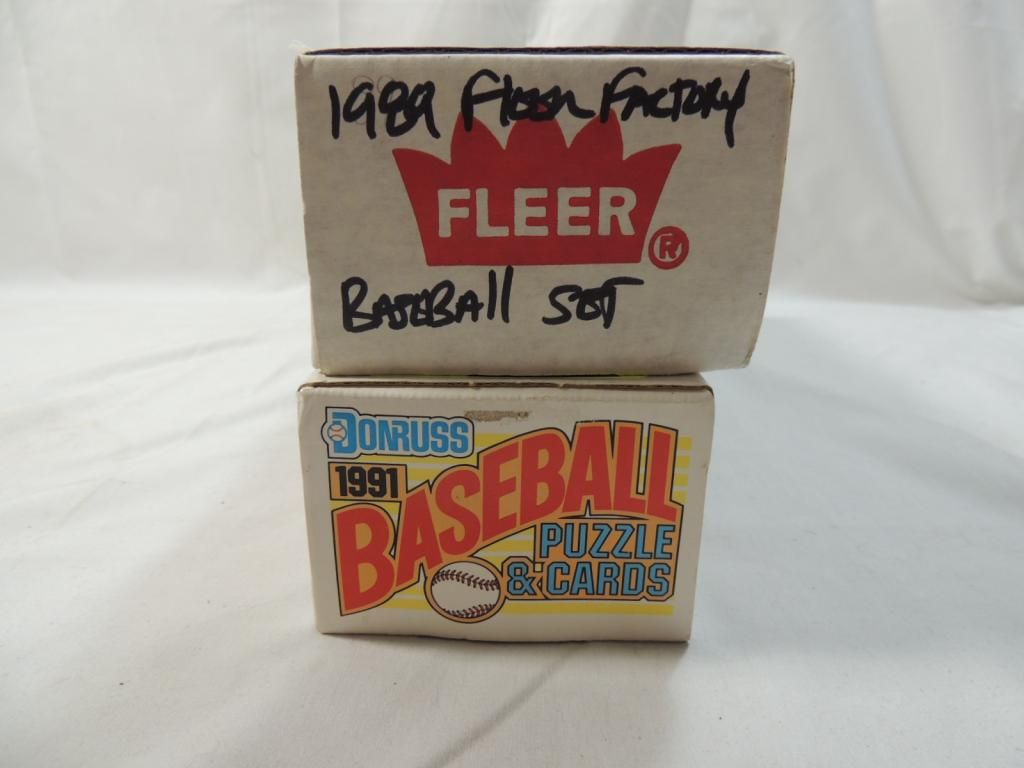 1989 Fleer Factory
FLEER
®
BASEBAll SET
DONRUSS
1991
BASEBALL
PUZZLE
& CARDS